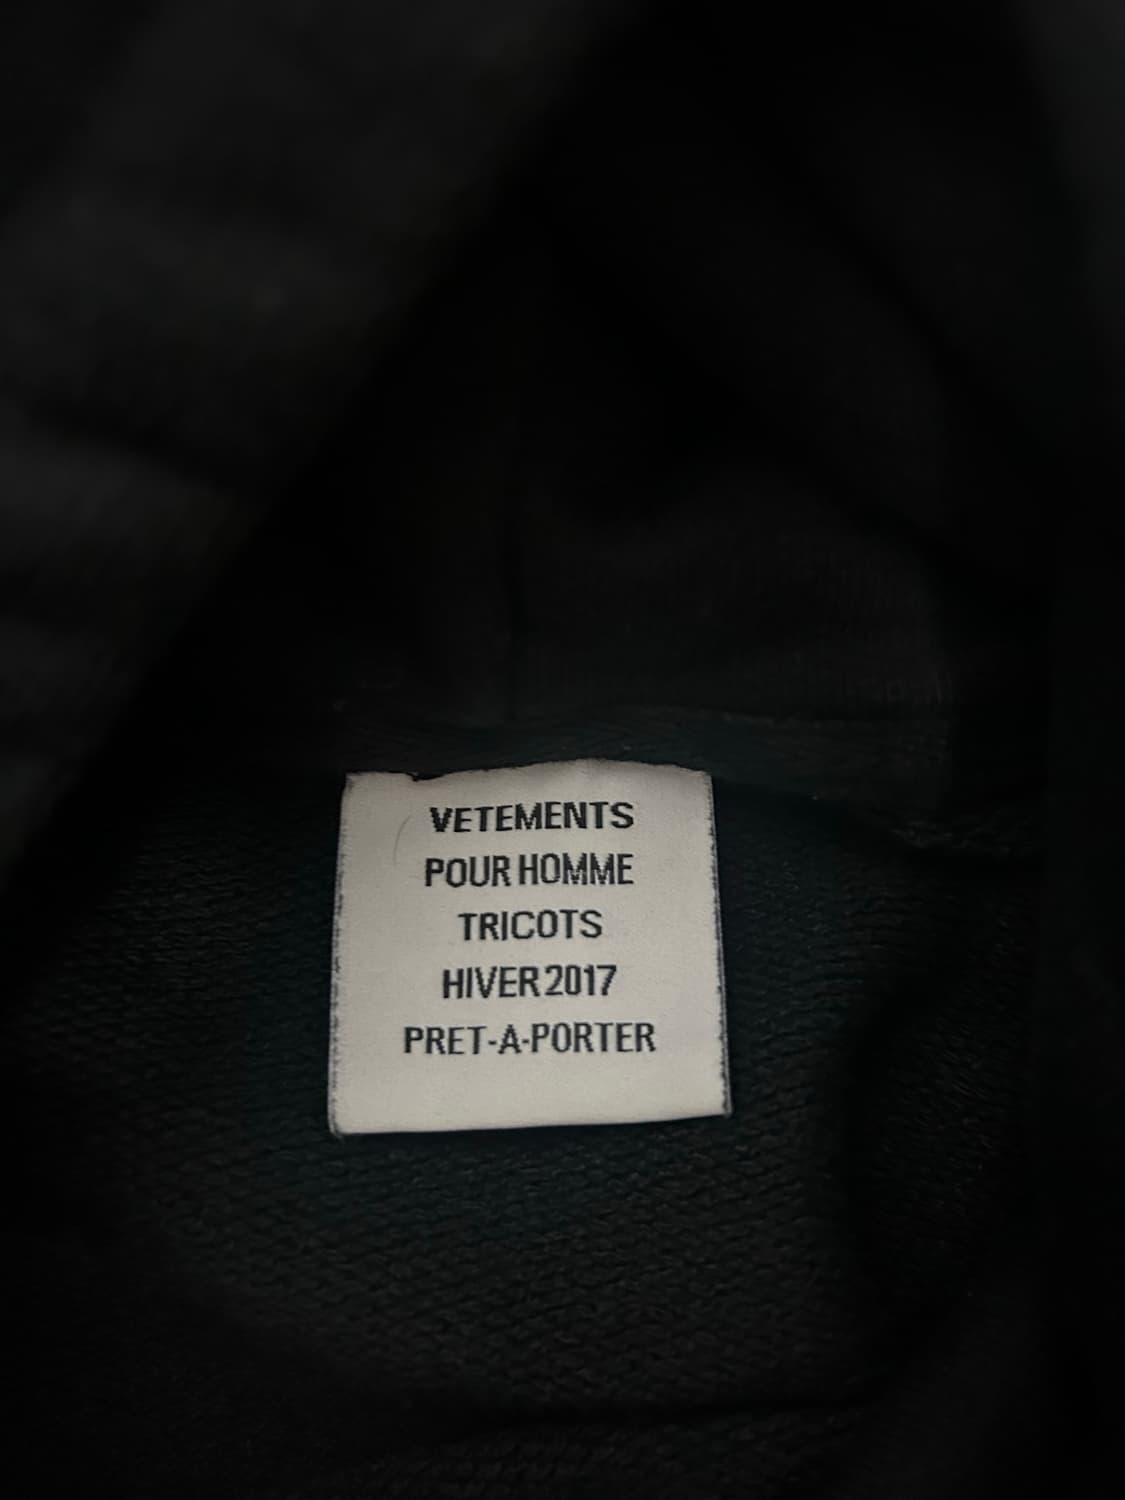 VETEMENTS
POUR HOMME
TRICOTS
HIVER 2017
PRET-A-PORTER